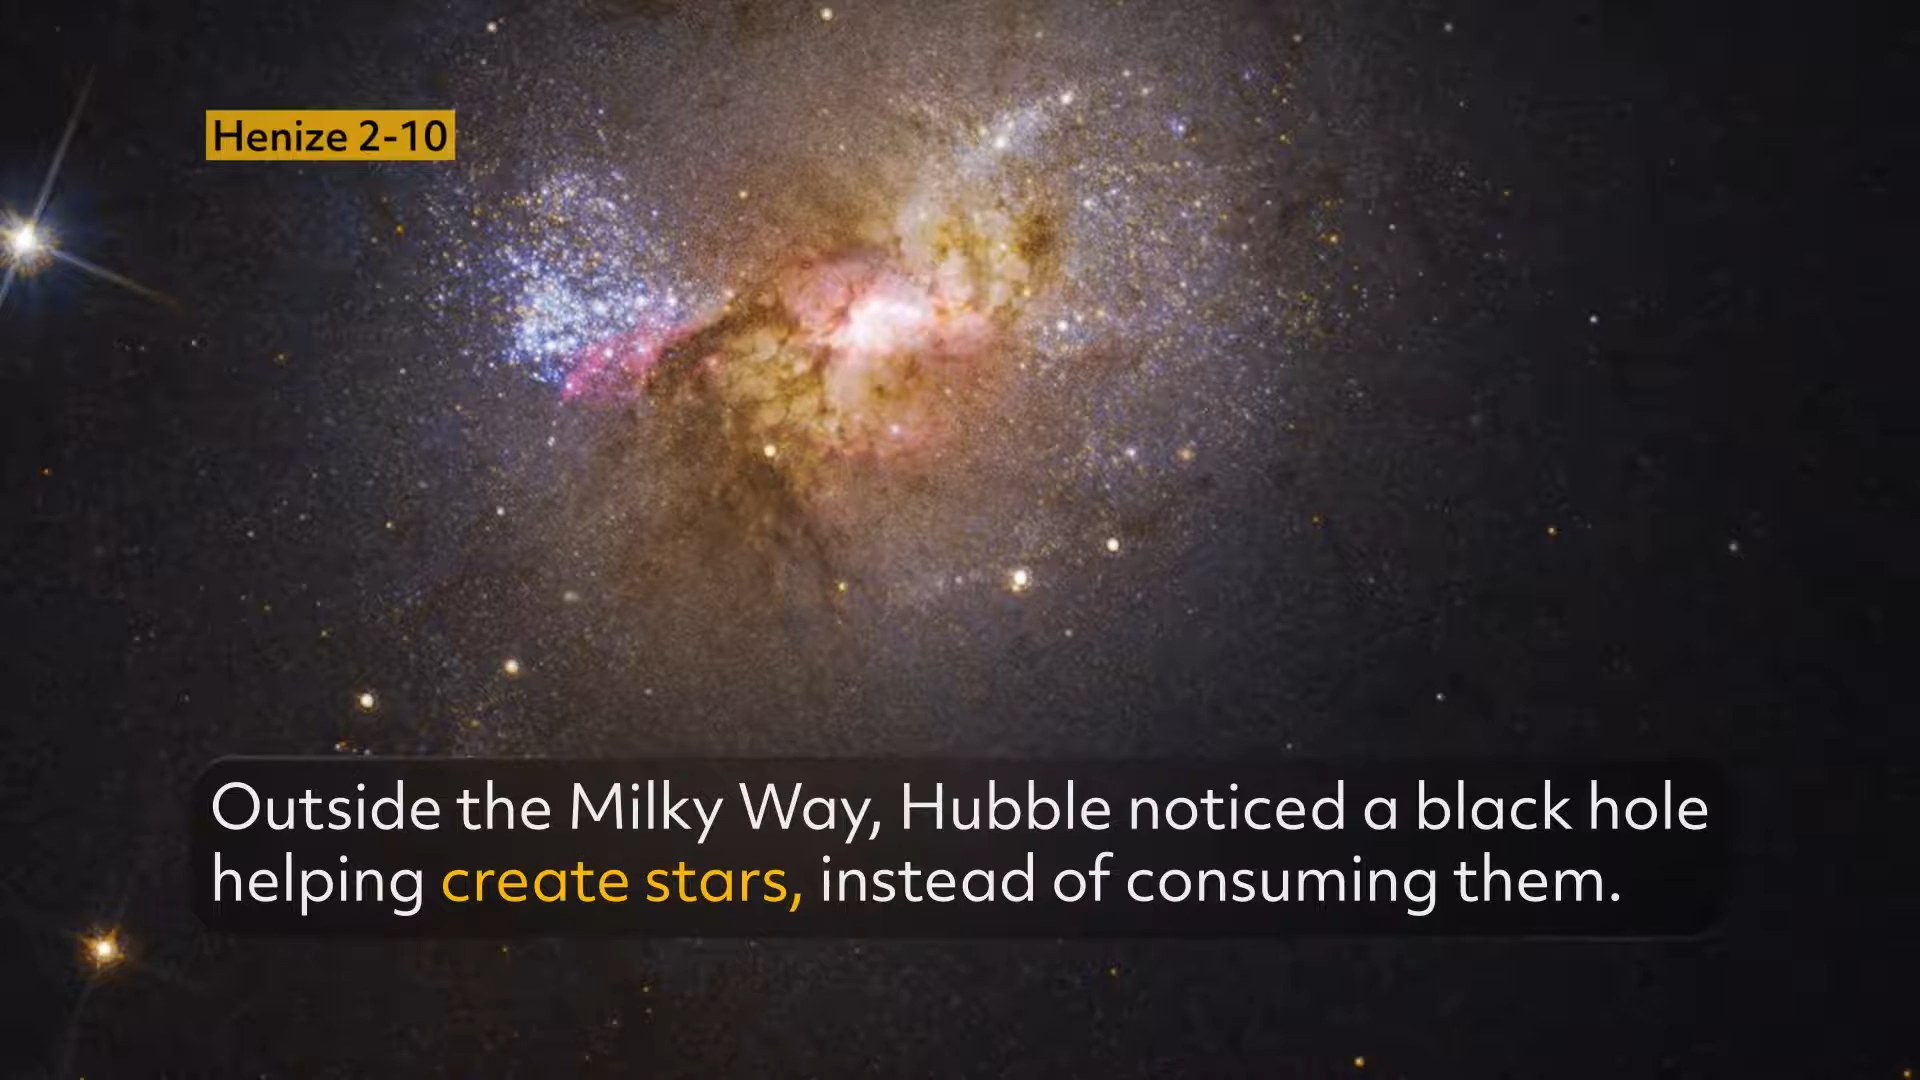 Henize 2-10
Outside the Milky Way, Hubble noticed a black hole
helping create stars, instead of consuming them.